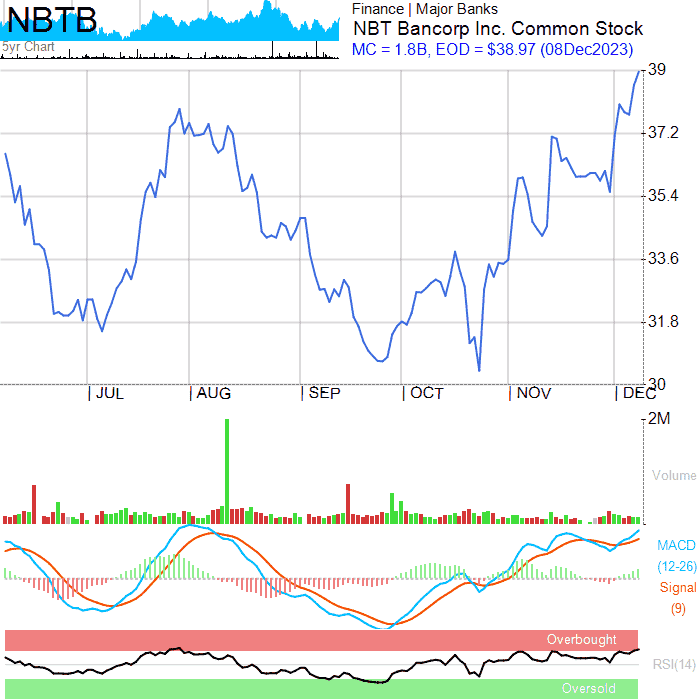 NBTB
5yr Chart
Finance | Major Banks
NBT Bancorp Inc. Common Stock
MC = 1.8B, EOD = $38.97 (08Dec2023)
39
37.2
35.4
33.6
31.8
30
JUL AUG SEP OCT NOV DEC
2M
Volume
MACD
(12-26)
Signal
(9)
Overbought
RSI(14)
Oversold